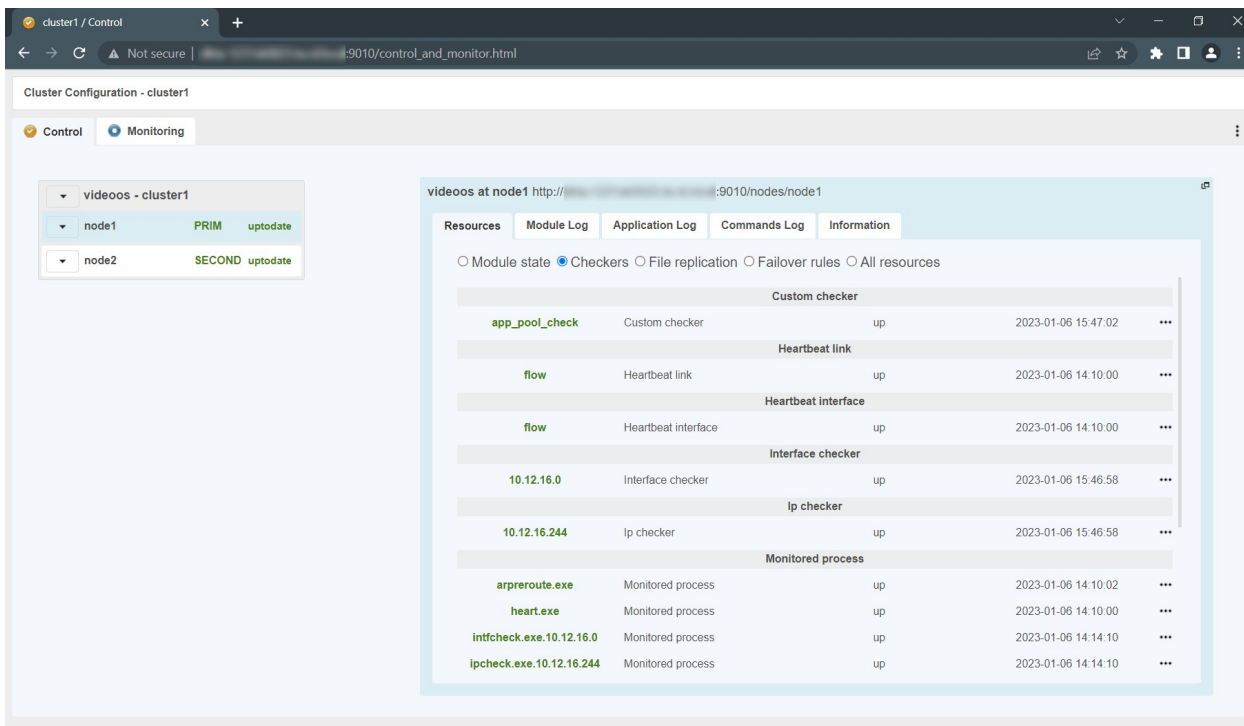 cluster1 / Control
Not secure | :9010/control_and_monitor.html
Cluster Configuration - cluster1
Control Monitoring
videoos - cluster1
node1 PRIM uptodate
node2 SECOND uptodate
videoos at node1 http:// :9010/nodes/node1
Resources Module Log Application Log Commands Log Information
Module state Checkers File replication Failover rules All resources
Custom checker
app_pool_check Custom checker up 2023-01-06 15:47:02
Heartbeat link
flow Heartbeat link up 2023-01-06 14:10:00
Heartbeat interface
flow Heartbeat interface up 2023-01-06 14:10:00
Interface checker
10.12.16.0 Interface checker up 2023-01-06 15:46:58
Ip checker
10.12.16.244 Ip checker up 2023-01-06 15:46:58
Monitored process
arpreroute.exe Monitored process up 2023-01-06 14:10:02
heart.exe Monitored process up 2023-01-06 14:10:00
intfcheck.exe.10.12.16.0 Monitored process up 2023-01-06 14:14:10
ipcheck.exe.10.12.16.244 Monitored process up 2023-01-06 14:14:10